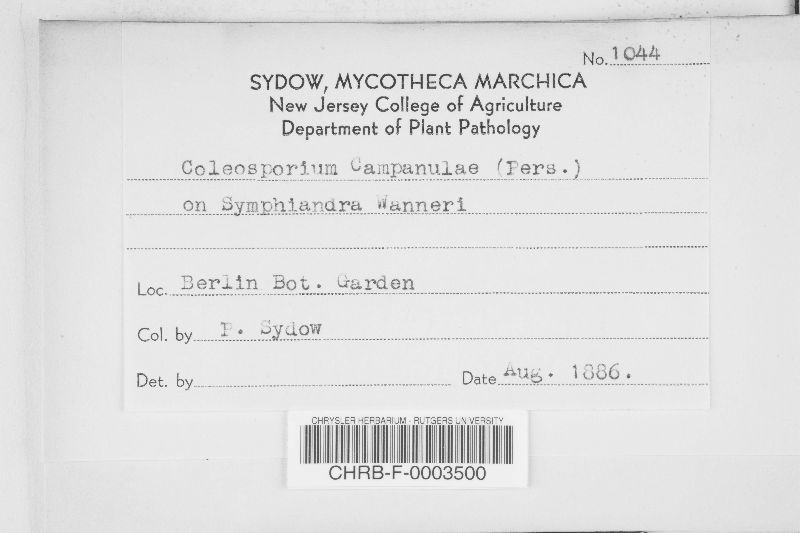 No. 1044
SYDOW, MYCOTHECA MARCHICA
New Jersey College of Agriculture
Department of Plant Pathology
Coleosporium Campanulae (Pers.)
on Symphiandra Wanneri
Loc. Berlin Bot. Garden
Col. by P. Sydow
Det. by
Date Aug. 1886.
CHRYSLER HERBARIUM - RUTGERS UNIVERSITY
CHRB-F-0003500